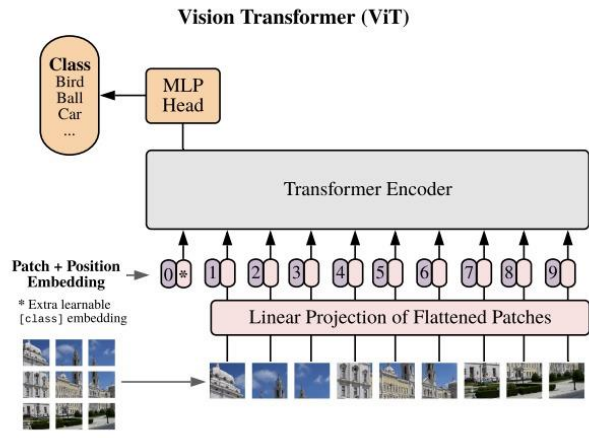 Vision Transformer (ViT)
Class
Bird
Ball
Car
...
MLP
Head
Transformer Encoder
Patch + Position
Embedding
0 * 1 2 3 4 5 6 7 8 9
* Extra learnable
[class] embedding
Linear Projection of Flattened Patches